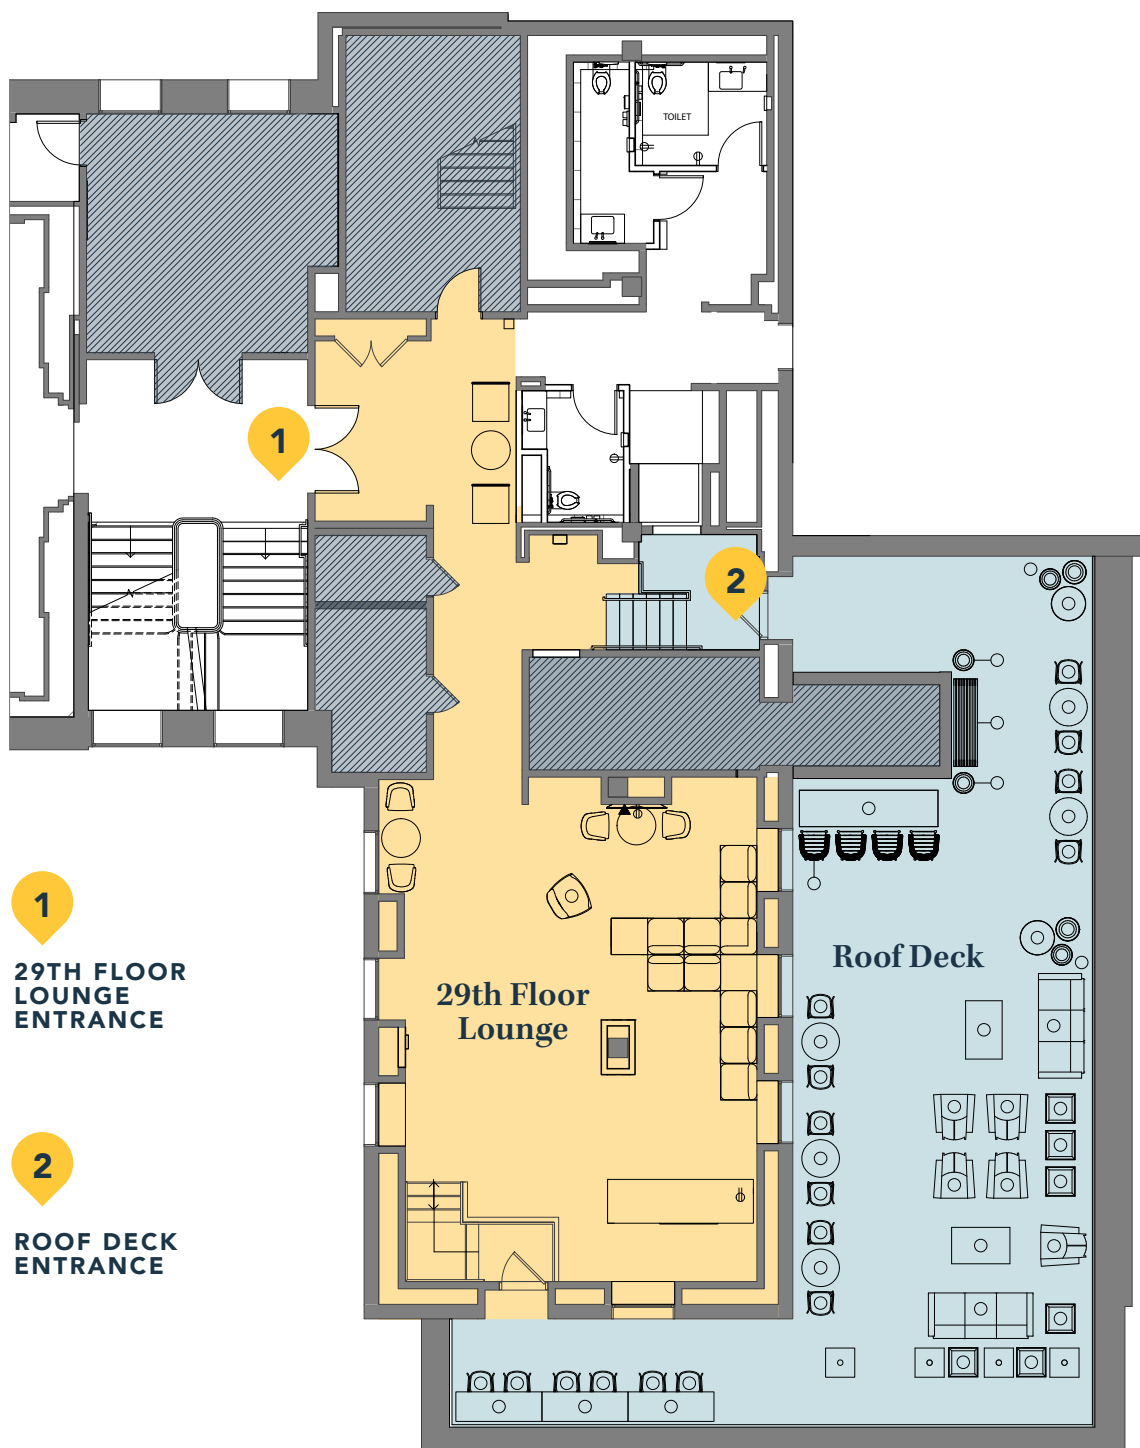 TOILET
1
2
Roof Deck
29th Floor
Lounge
1
29TH FLOOR
LOUNGE
ENTRANCE
2
ROOF DECK
ENTRANCE